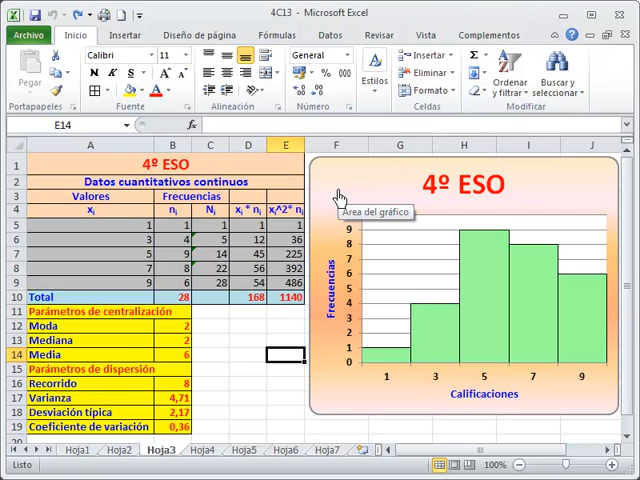 4C13 - Microsoft Excel
Archivo Inicio Insertar Diseño de página Fórmulas Datos Revisar Vista Complementos
Pegar
Calibri 11
N K S
General
% 000
Estilos
Insertar
Eliminar
Formato
Ordenar y filtrar
Buscar y seleccionar
Portapapeles Fuente Alineación Número Celdas Modificar
E14 fx
A B C D E F G H I J
1 4º ESO
2 Datos cuantitativos continuos
3 Valores Frecuencias
4 xi ni Ni xi * ni xi^2* ni
5 1 1 1 1 1
6 3 4 5 12 36
7 5 9 14 45 225
8 7 8 22 56 392
9 9 6 28 54 486
10 Total 28 168 1140
11 Parámetros de centralización
12 Moda 2
13 Mediana 2
14 Media 6
15 Parámetros de dispersión
16 Recorrido 8
17 Varianza 4,71
18 Desviación típica 2,17
19 Coeficiente de variación 0,36
20
4º ESO
Área del gráfico
Frecuencias
9
8
7
6
5
4
3
2
1
0
1 3 5 7 9
Calificaciones
Hoja1 Hoja2 Hoja3 Hoja4 Hoja5 Hoja6 Hoja7
Listo 100%